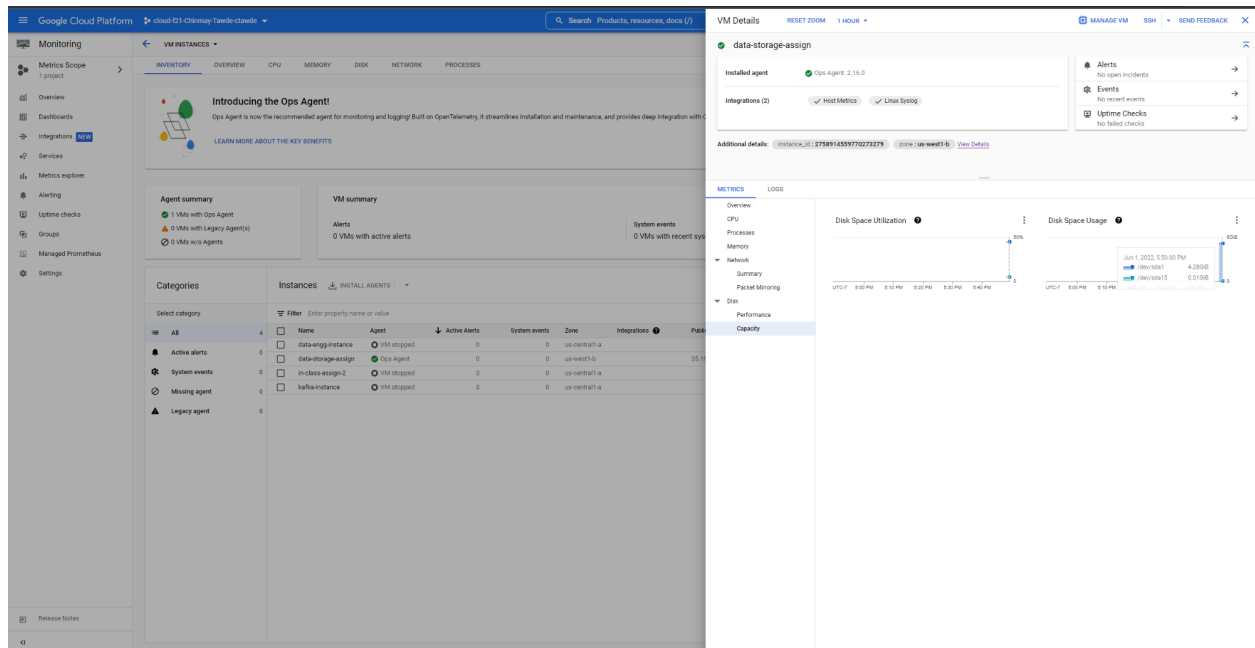 Google Cloud Platform
cloud-f21-Chinmay-Tawde-ctawde
Search Products, resources, docs (/)
Monitoring
Metrics Scope
1 project
Overview
Dashboards
Integrations NEW
Services
Metrics explorer
Alerting
Uptime checks
Groups
Managed Prometheus
Settings
Release Notes
VM INSTANCES
INVENTORY OVERVIEW CPU MEMORY DISK NETWORK PROCESSES
Introducing the Ops Agent!
Ops Agent is now the recommended agent for monitoring and logging! Built on OpenTelemetry, it streamlines installation and maintenance, and provides deep integration with
LEARN MORE ABOUT THE KEY BENEFITS
Agent summary
1 VMs with Ops Agent
0 VMs with Legacy Agent(s)
0 VMs w/o Agents
VM summary
Alerts
0 VMs with active alerts
System events
0 VMs with recent sys
Categories
Select category
All 4
Active alerts 0
System events 0
Missing agent 0
Legacy agent 0
Instances INSTALL AGENTS
Filter Enter property name or value
Name Agent Active Alerts System events Zone Integrations Publi
data-engg-instance VM stopped 0 0 us-central1-a
data-storage-assign Ops Agent 0 0 us-west1-b 35.1
in-class-assign-2 VM stopped 0 0 us-central1-a
kafka-instance VM stopped 0 0 us-central1-a
VM Details RESET ZOOM 1 HOUR MANAGE VM SSH SEND FEEDBACK
data-storage-assign
Installed agent Ops Agent: 2.16.0
Integrations (2) Host Metrics Linux Syslog
Alerts
No open incidents
Events
No recent events
Uptime Checks
No failed checks
Additional details: instance_id : 2758914559770273279 zone : us-west1-b View Details
METRICS LOGS
Overview
CPU
Processes
Memory
Network
Summary
Packet Mirroring
Disk
Performance
Capacity
Disk Space Utilization
50%
0
UTC-7 5:00 PM 5:10 PM 5:20 PM 5:30 PM 5:40 PM
Disk Space Usage
5GiB
Jun 1, 2022, 5:50:00 PM
/dev/sda1 4.28GiB
/dev/sda15 0.01GiB
0
UTC-7 5:00 PM 5:10 PM